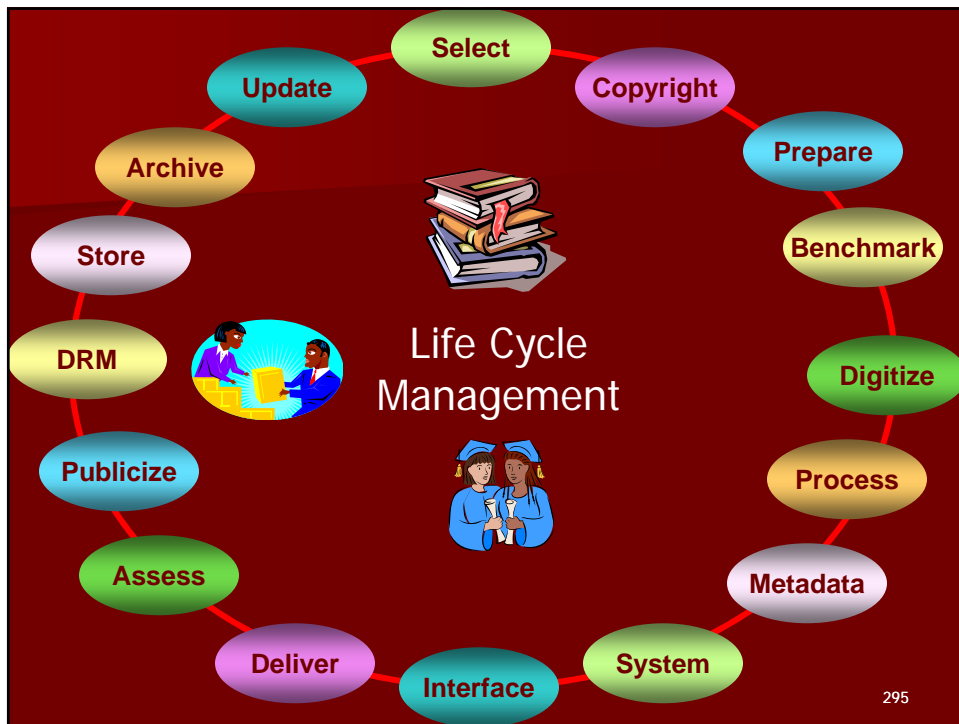 Select
Copyright
Prepare
Benchmark
Digitize
Process
Metadata
System
Interface
Deliver
Assess
Publicize
DRM
Store
Archive
Update
Life Cycle
Management
295